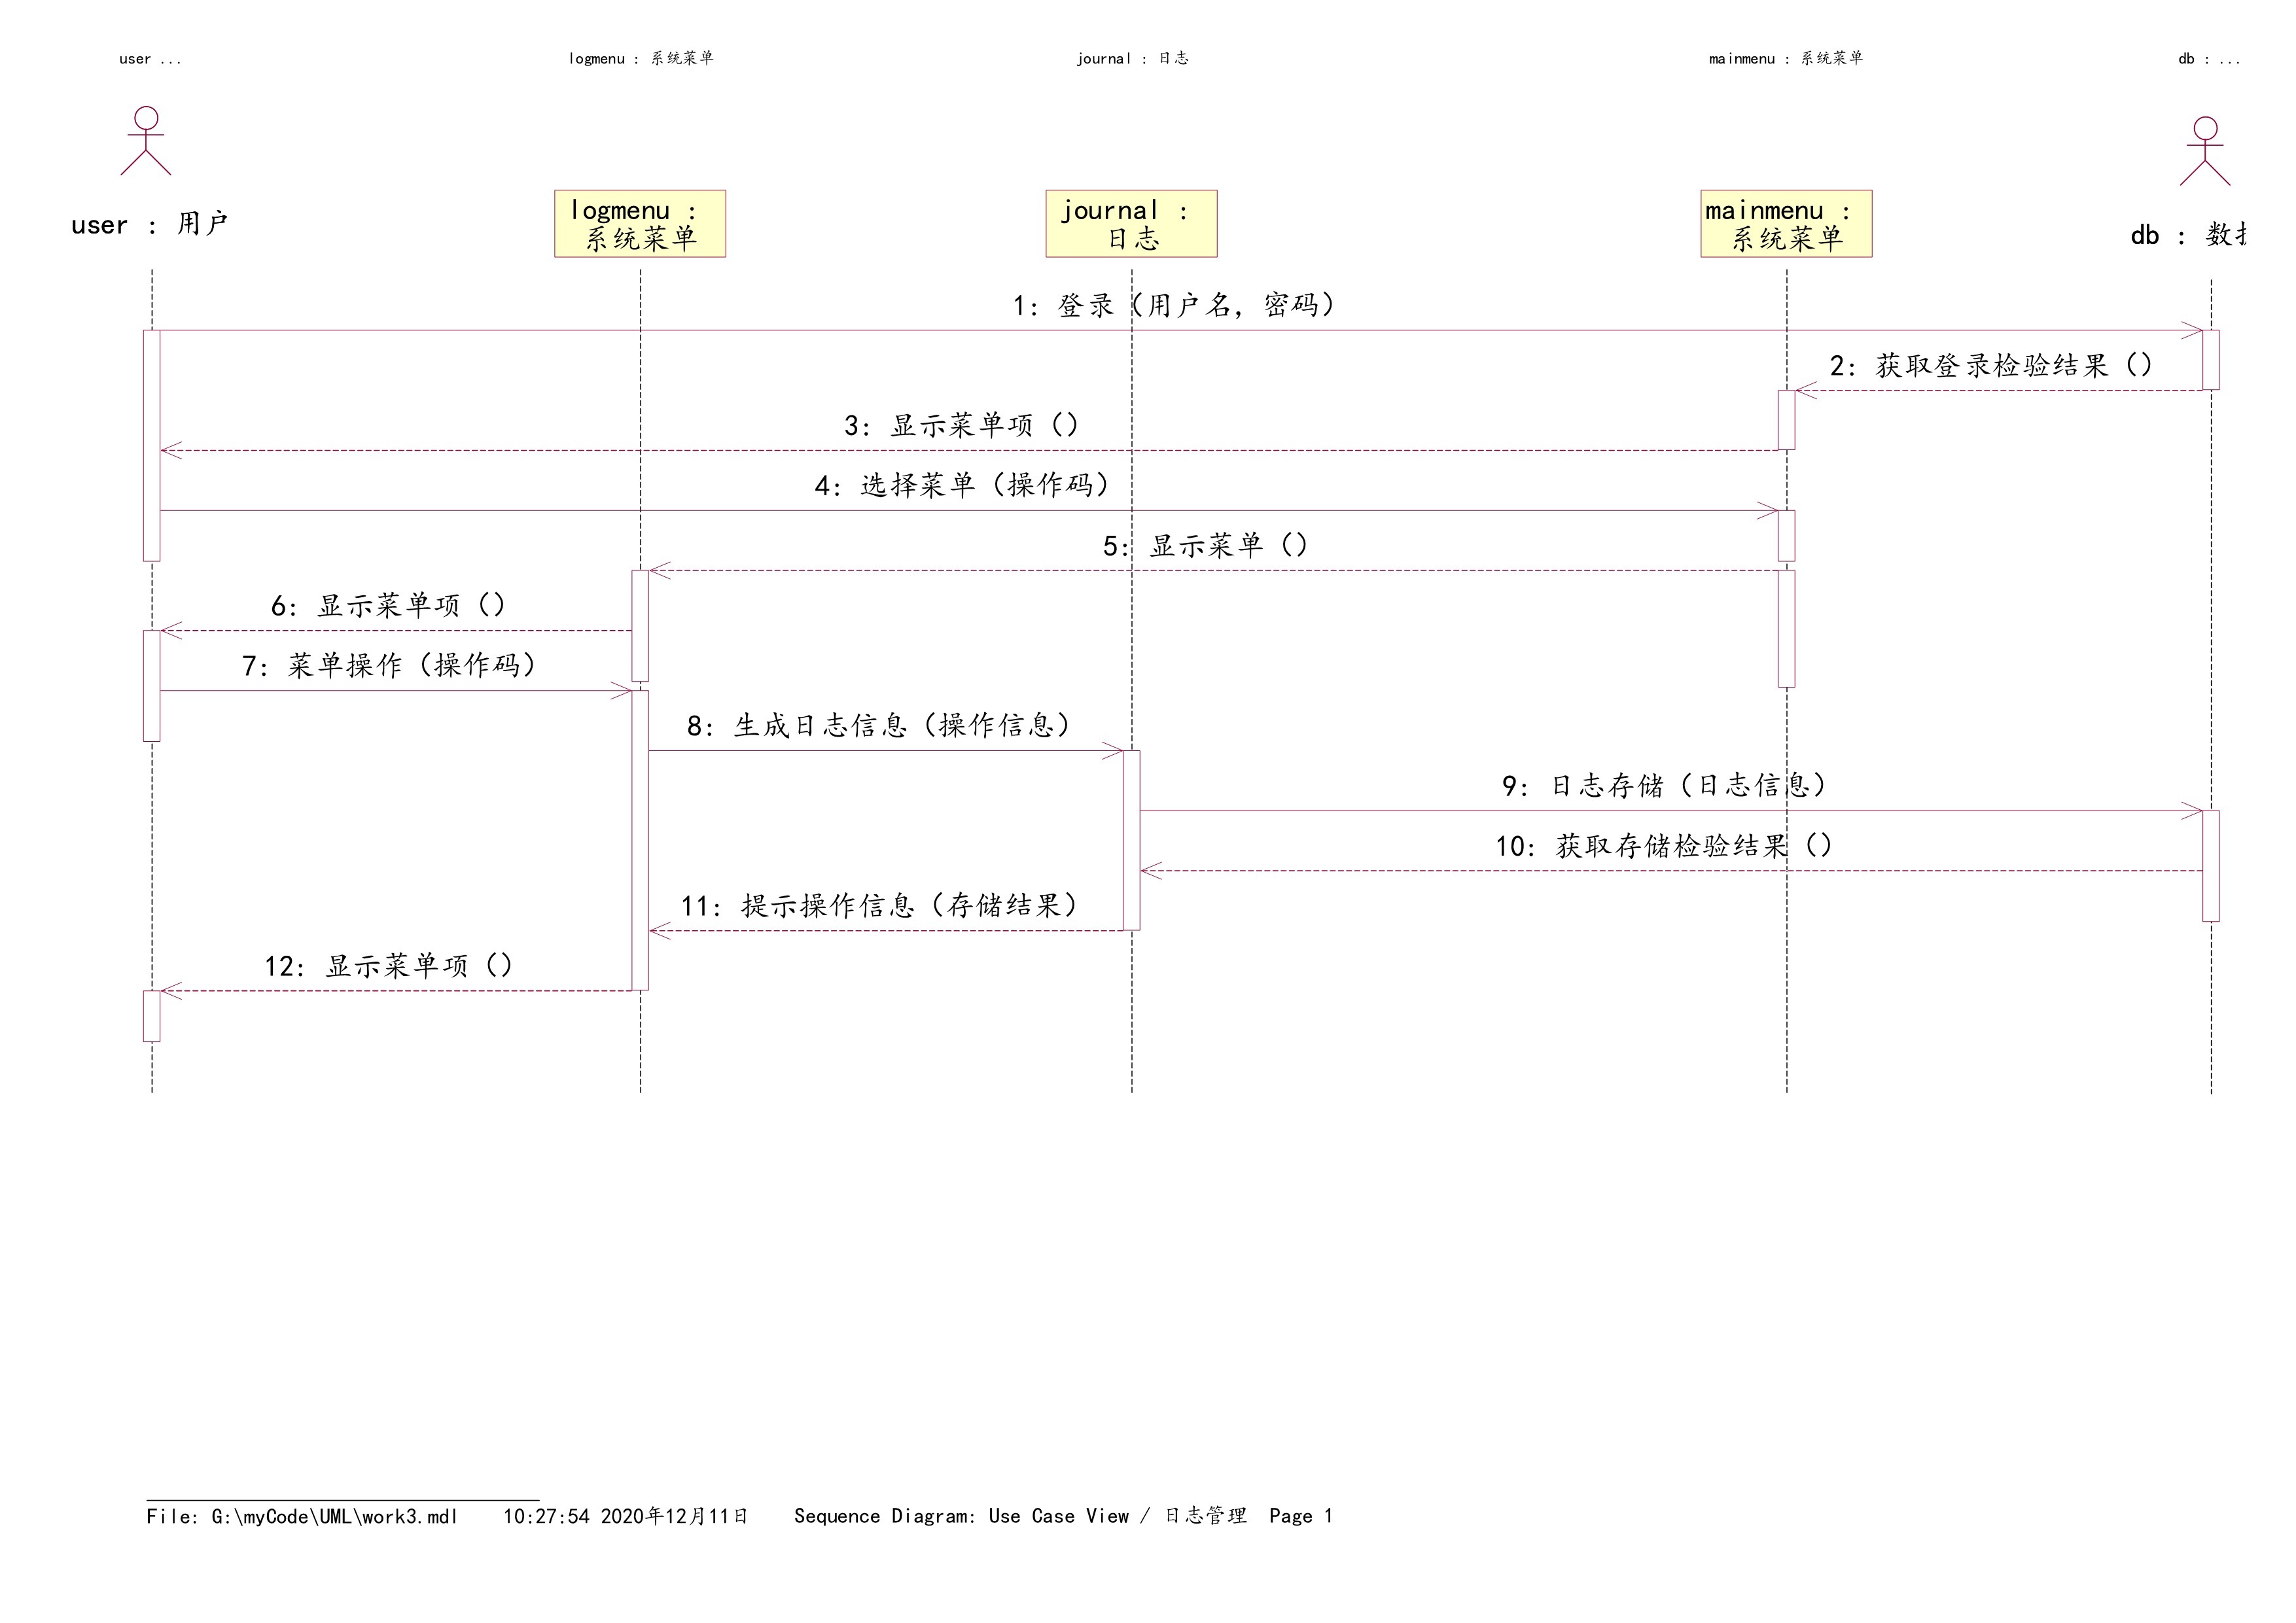 user ...
logmenu : 系统菜单
journal : 日志
mainmenu : 系统菜单
db : ...
user : 用户
logmenu :
系统菜单
journal :
日志
mainmenu :
系统菜单
db : 数
1: 登录（用户名，密码）
2: 获取登录检验结果（）
3: 显示菜单项（）
4: 选择菜单（操作码）
5: 显示菜单（）
6: 显示菜单项（）
7: 菜单操作（操作码）
8: 生成日志信息（操作信息）
9: 日志存储（日志信息）
10: 获取存储检验结果（）
11: 提示操作信息（存储结果）
12: 显示菜单项（）
File: G:\myCode\UML\work3.mdl    10:27:54 2020年12月11日    Sequence Diagram: Use Case View / 日志管理  Page 1